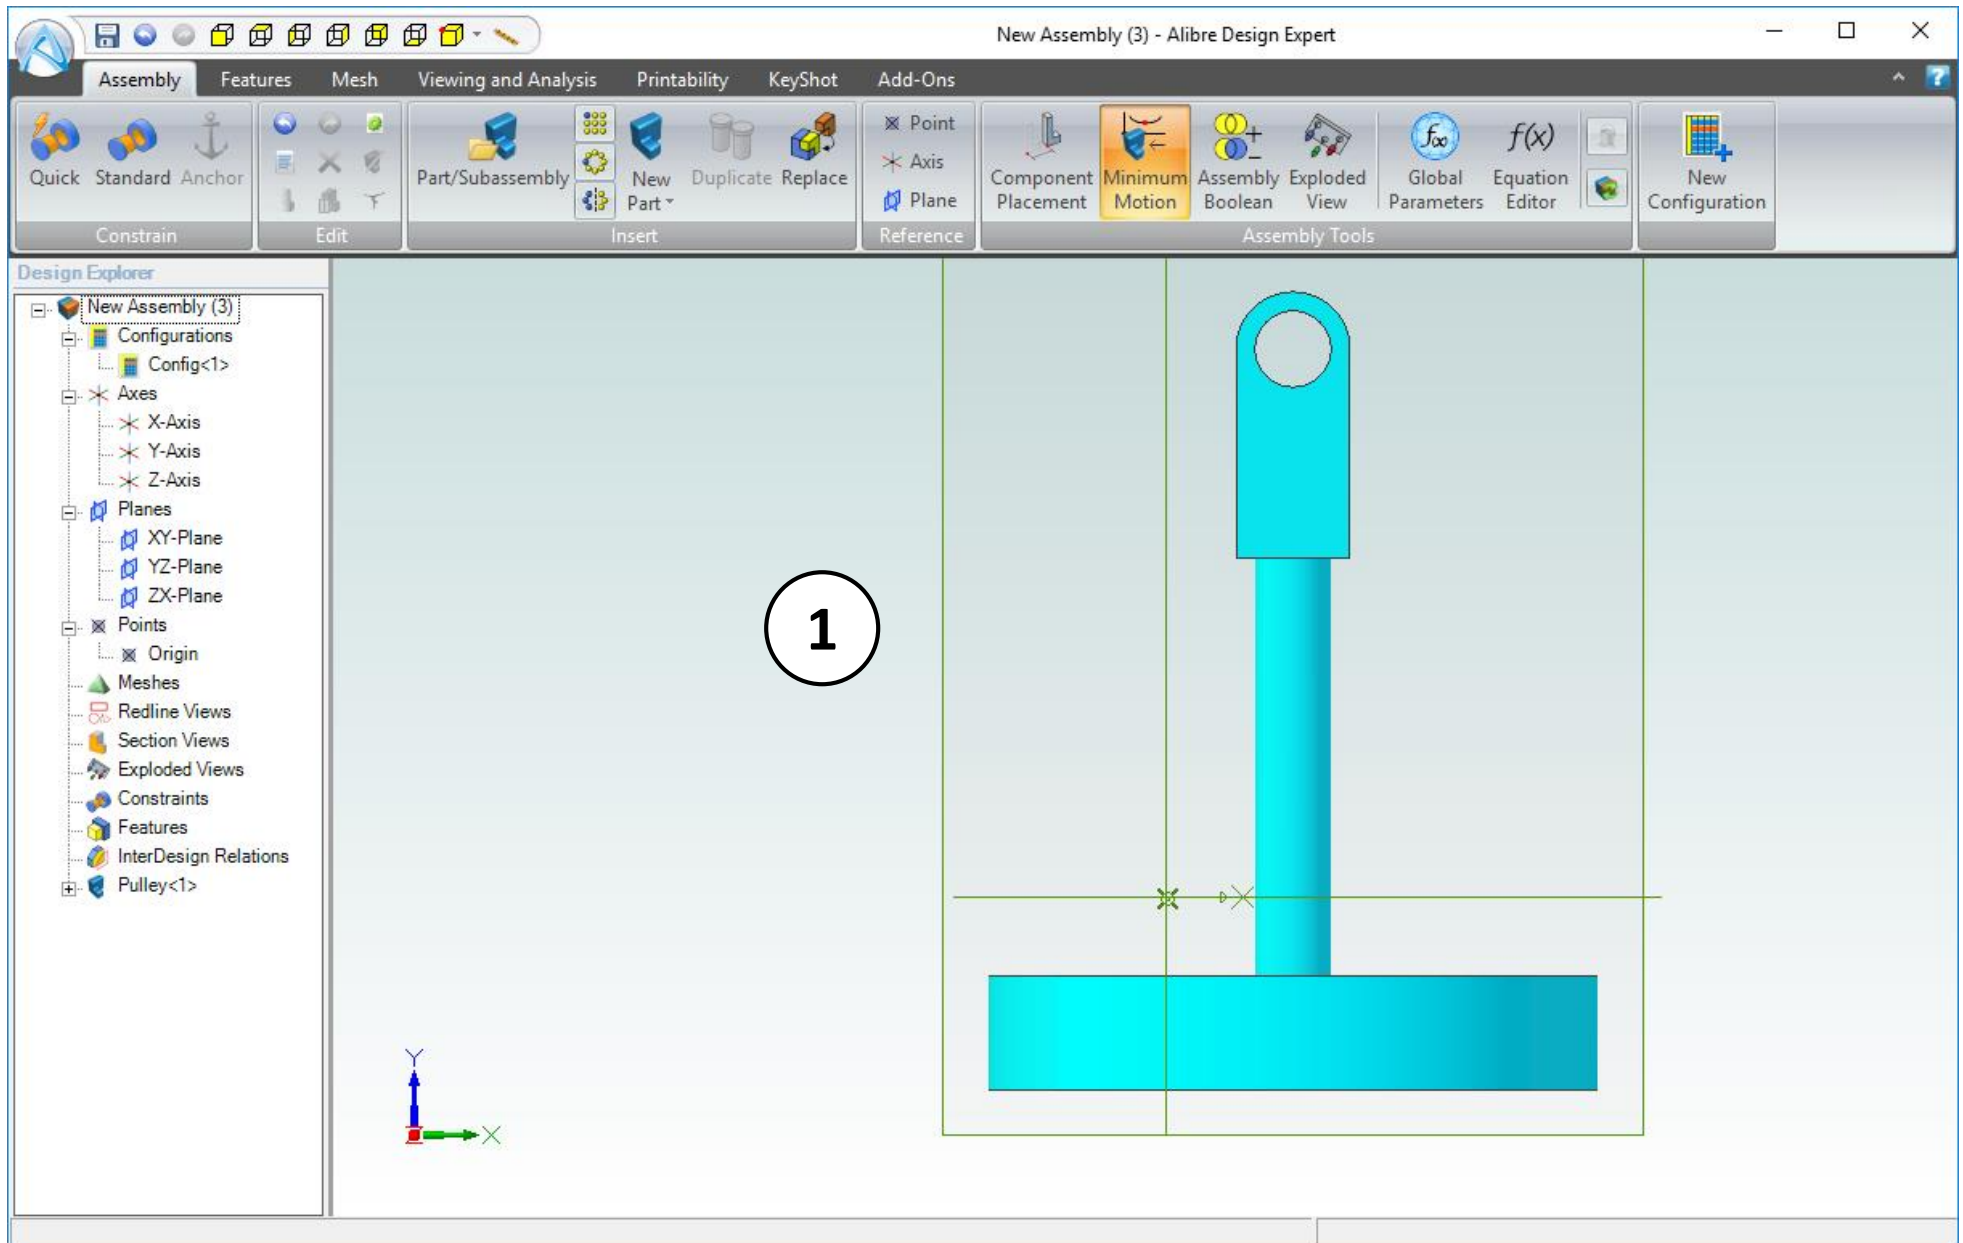 New Assembly (3) - Alibre Design Expert
Assembly Features Mesh Viewing and Analysis Printability KeyShot Add-Ons
Quick Standard Anchor
Constrain
Edit
Part/Subassembly
New Part
Duplicate Replace
Insert
Point
Axis
Plane
Reference
Component Placement
Minimum Motion
Assembly Boolean
Exploded View
f∞
Global Parameters
f(x)
Equation Editor
Assembly Tools
New Configuration
Design Explorer
New Assembly (3)
Configurations
Config<1>
Axes
X-Axis
Y-Axis
Z-Axis
Planes
XY-Plane
YZ-Plane
ZX-Plane
Points
Origin
Meshes
Redline Views
Section Views
Exploded Views
Constraints
Features
InterDesign Relations
Pulley<1>
1
Y
X
Z
X